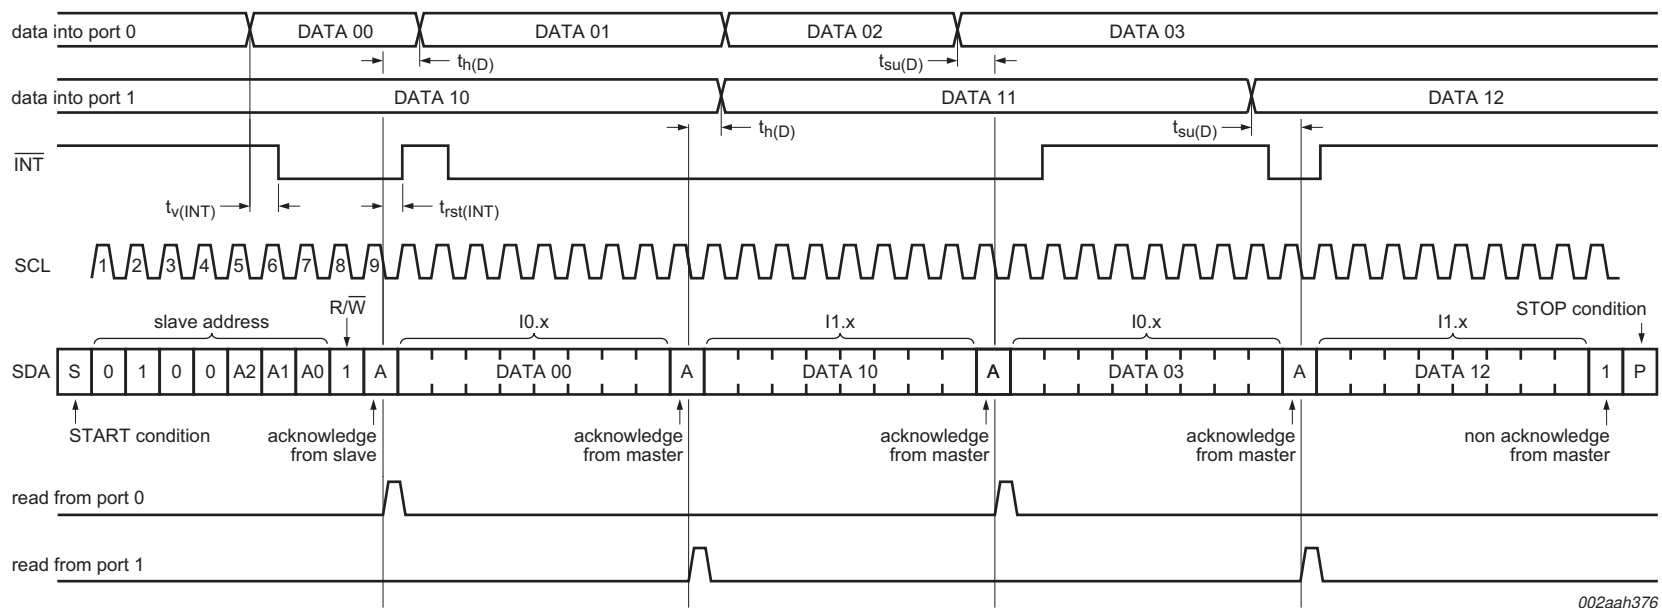 data into port 0 DATA 00 DATA 01 DATA 02 DATA 03
th(D) tsu(D)
data into port 1 DATA 10 DATA 11 DATA 12
th(D) tsu(D)
INT
tv(INT) trst(INT)
SCL 1 2 3 4 5 6 7 8 9
R/W
slave address I0.x I1.x I0.x I1.x STOP condition
SDA S 0 1 0 0 A2 A1 A0 1 A DATA 00 A DATA 10 A DATA 03 A DATA 12 1 P
START condition acknowledge acknowledge acknowledge acknowledge non acknowledge
from slave from master from master from master from master
read from port 0
read from port 1
002aah376